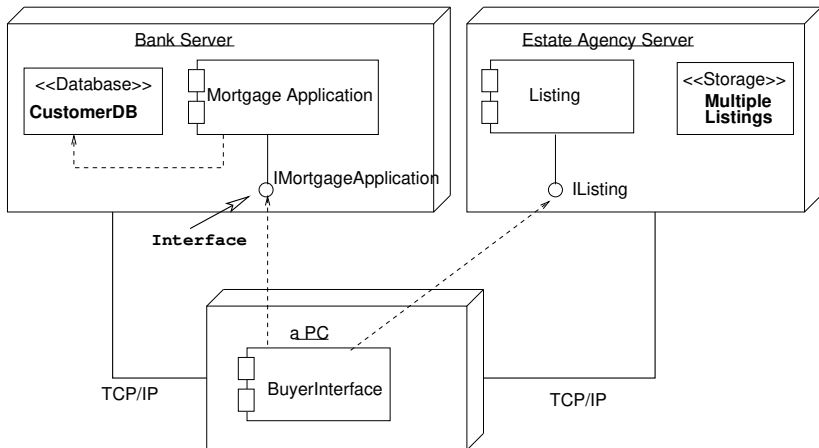 Bank Server
<<Database>>
CustomerDB
Mortgage Application
IMortgageApplication
Interface
Estate Agency Server
Listing
<<Storage>>
Multiple
Listings
IListing
a PC
BuyerInterface
TCP/IP
TCP/IP